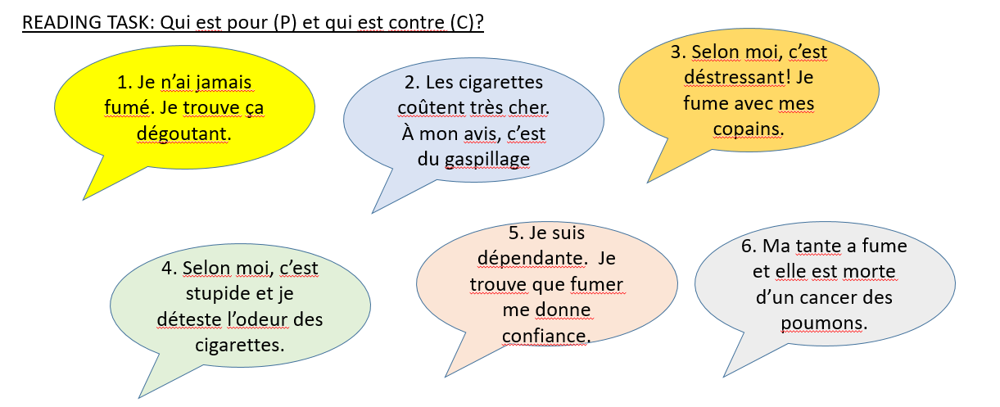 READING TASK: Qui est pour (P) et qui est contre (C)?
1. Je n’ai jamais
fumé. Je trouve ça
dégoutant.
2. Les cigarettes
coûtent très cher.
À mon avis, c’est
du gaspillage
3. Selon moi, c’est
déstressant! Je
fume avec mes
copains.
4. Selon moi, c’est
stupide et je
déteste l’odeur des
cigarettes.
5. Je suis
dépendante.  Je
trouve que fumer
me donne
confiance.
6. Ma tante a fume
et elle est morte
d’un cancer des
poumons.